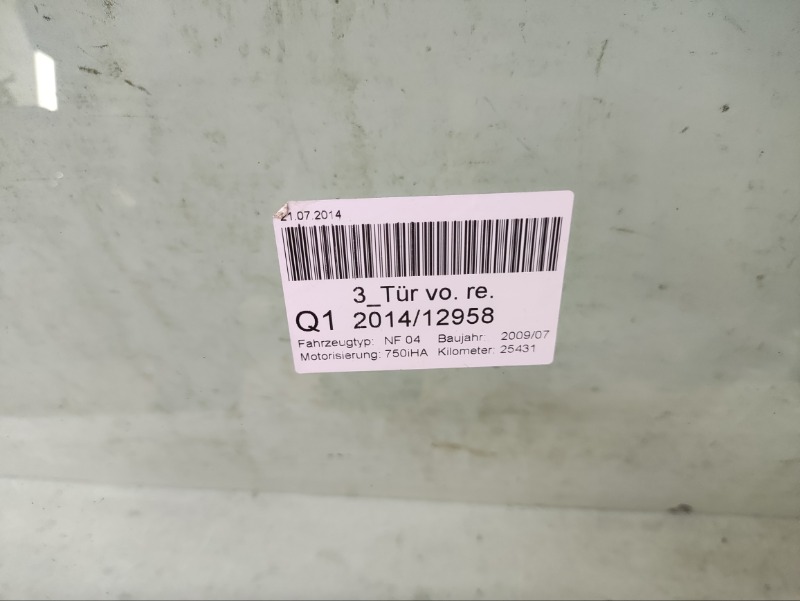 21.07.2014
3_Tür vo. re.
Q1 2014/12958
Fahrzeugtyp: NF 04 Baujahr: 2009/07
Motorisierung: 750iHA Kilometer: 25431